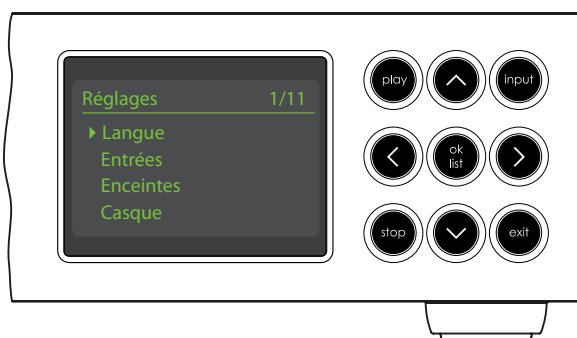 Réglages 1/11
Langue
Entrées
Enceintes
Casque
play
input
ok
list
stop
exit